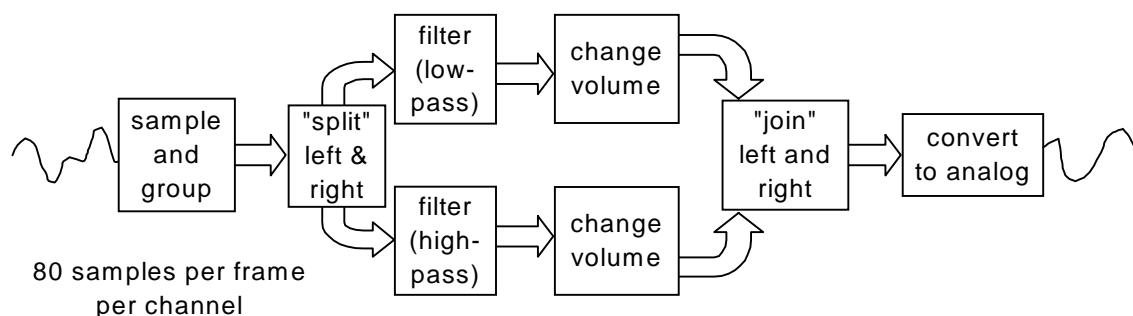 sample
and
group
"split"
left &
right
filter
(low-
pass)
change
volume
filter
(high-
pass)
change
volume
"join"
left and
right
convert
to analog
80 samples per frame
per channel